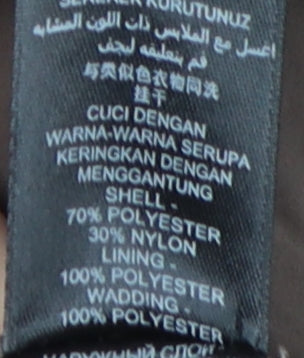 KURUTUNUZ
اغسل مع الملابس ذات اللون المشابه
قم بتعليقه ليجف
与类似色衣物同洗
挂干
CUCI DENGAN
WARNA-WARNA SERUPA
KERINGKAN DENGAN
MENGGANTUNG
SHELL -
70% POLYESTER
30% NYLON
LINING -
100% POLYESTER
WADDING -
100% POLYESTER
НАРУЖНЫЙ СЛОЙ -